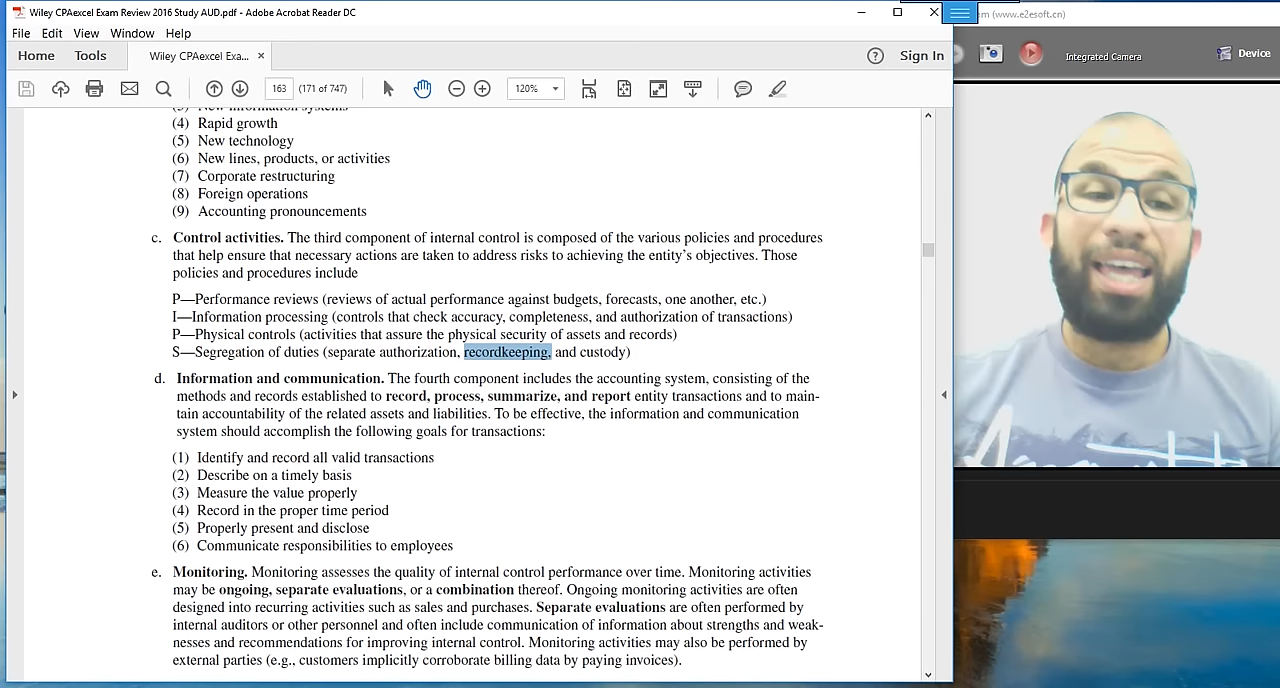 Wiley CPAexcel Exam Review 2016 Study AUD.pdf - Adobe Acrobat Reader DC
(www.e2esoft.cn)
File Edit View Window Help
Home Tools Wiley CPAexcel Exa... × Sign In
163 (171 of 747) 120%
Integrated Camera Device
(3) New information systems
(4) Rapid growth
(5) New technology
(6) New lines, products, or activities
(7) Corporate restructuring
(8) Foreign operations
(9) Accounting pronouncements
c. Control activities. The third component of internal control is composed of the various policies and procedures
that help ensure that necessary actions are taken to address risks to achieving the entity's objectives. Those
policies and procedures include
P—Performance reviews (reviews of actual performance against budgets, forecasts, one another, etc.)
I—Information processing (controls that check accuracy, completeness, and authorization of transactions)
P—Physical controls (activities that assure the physical security of assets and records)
S—Segregation of duties (separate authorization, recordkeeping, and custody)
d. Information and communication. The fourth component includes the accounting system, consisting of the
methods and records established to record, process, summarize, and report entity transactions and to main-
tain accountability of the related assets and liabilities. To be effective, the information and communication
system should accomplish the following goals for transactions:
(1) Identify and record all valid transactions
(2) Describe on a timely basis
(3) Measure the value properly
(4) Record in the proper time period
(5) Properly present and disclose
(6) Communicate responsibilities to employees
e. Monitoring. Monitoring assesses the quality of internal control performance over time. Monitoring activities
may be ongoing, separate evaluations, or a combination thereof. Ongoing monitoring activities are often
designed into recurring activities such as sales and purchases. Separate evaluations are often performed by
internal auditors or other personnel and often include communication of information about strengths and weak-
nesses and recommendations for improving internal control. Monitoring activities may also be performed by
external parties (e.g., customers implicitly corroborate billing data by paying invoices).